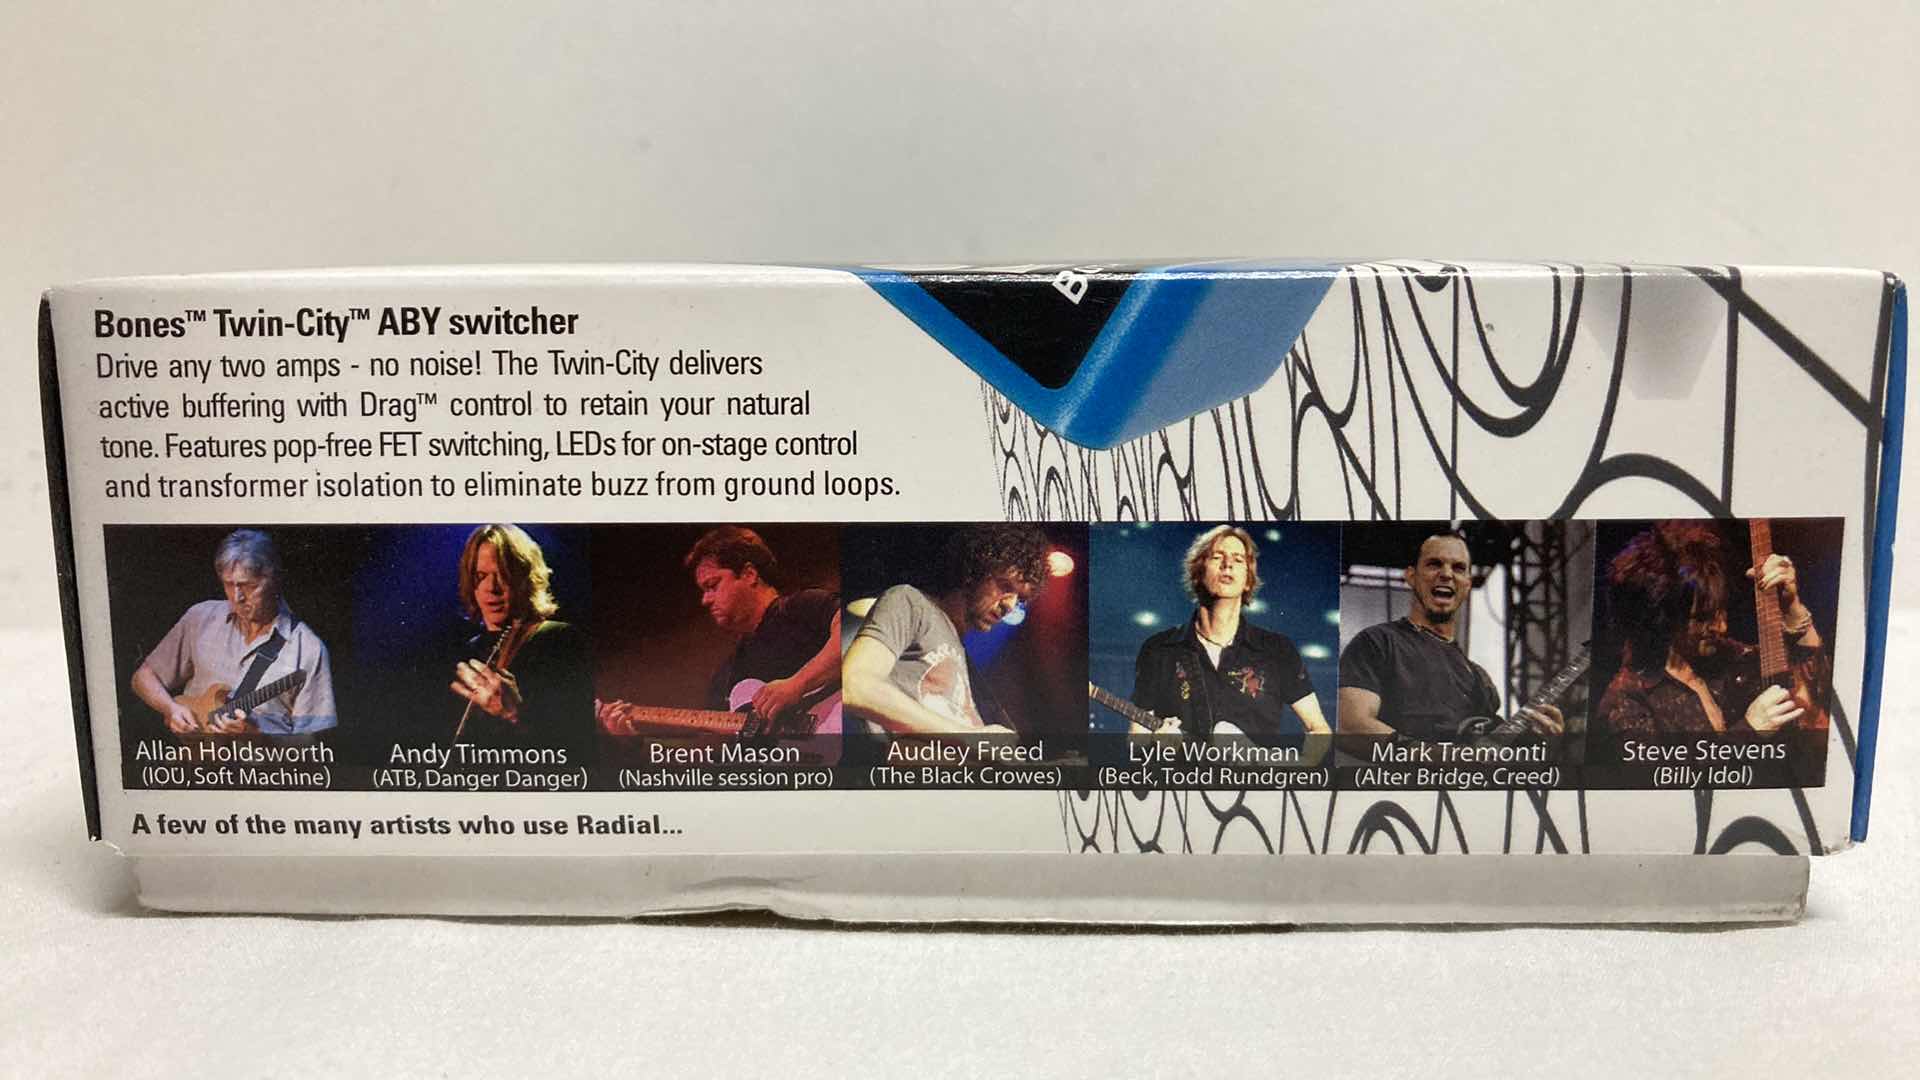 Bones™ Twin-City™ ABY switcher
Drive any two amps - no noise! The Twin-City delivers
active buffering with Drag™ control to retain your natural
tone. Features pop-free FET switching, LEDs for on-stage control
and transformer isolation to eliminate buzz from ground loops.
Allan Holdsworth
(IOU, Soft Machine)
Andy Timmons
(ATB, Danger Danger)
Brent Mason
(Nashville session pro)
Audley Freed
(The Black Crowes)
Lyle Workman
(Beck, Todd Rundgren)
Mark Tremonti
(Alter Bridge, Creed)
Steve Stevens
(Billy Idol)
A few of the many artists who use Radial...